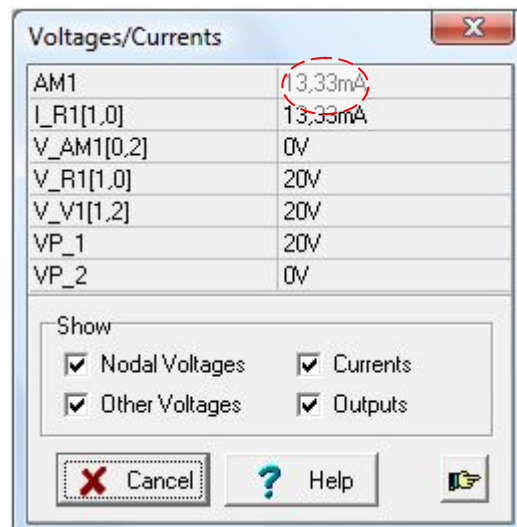 Voltages/Currents
AM1 13,33mA
I_R1[1,0] 13,33mA
V_AM1[0,2] 0V
V_R1[1,0] 20V
V_V1[1,2] 20V
VP_1 20V
VP_2 0V
Show
Nodal Voltages Currents
Other Voltages Outputs
Cancel ? Help